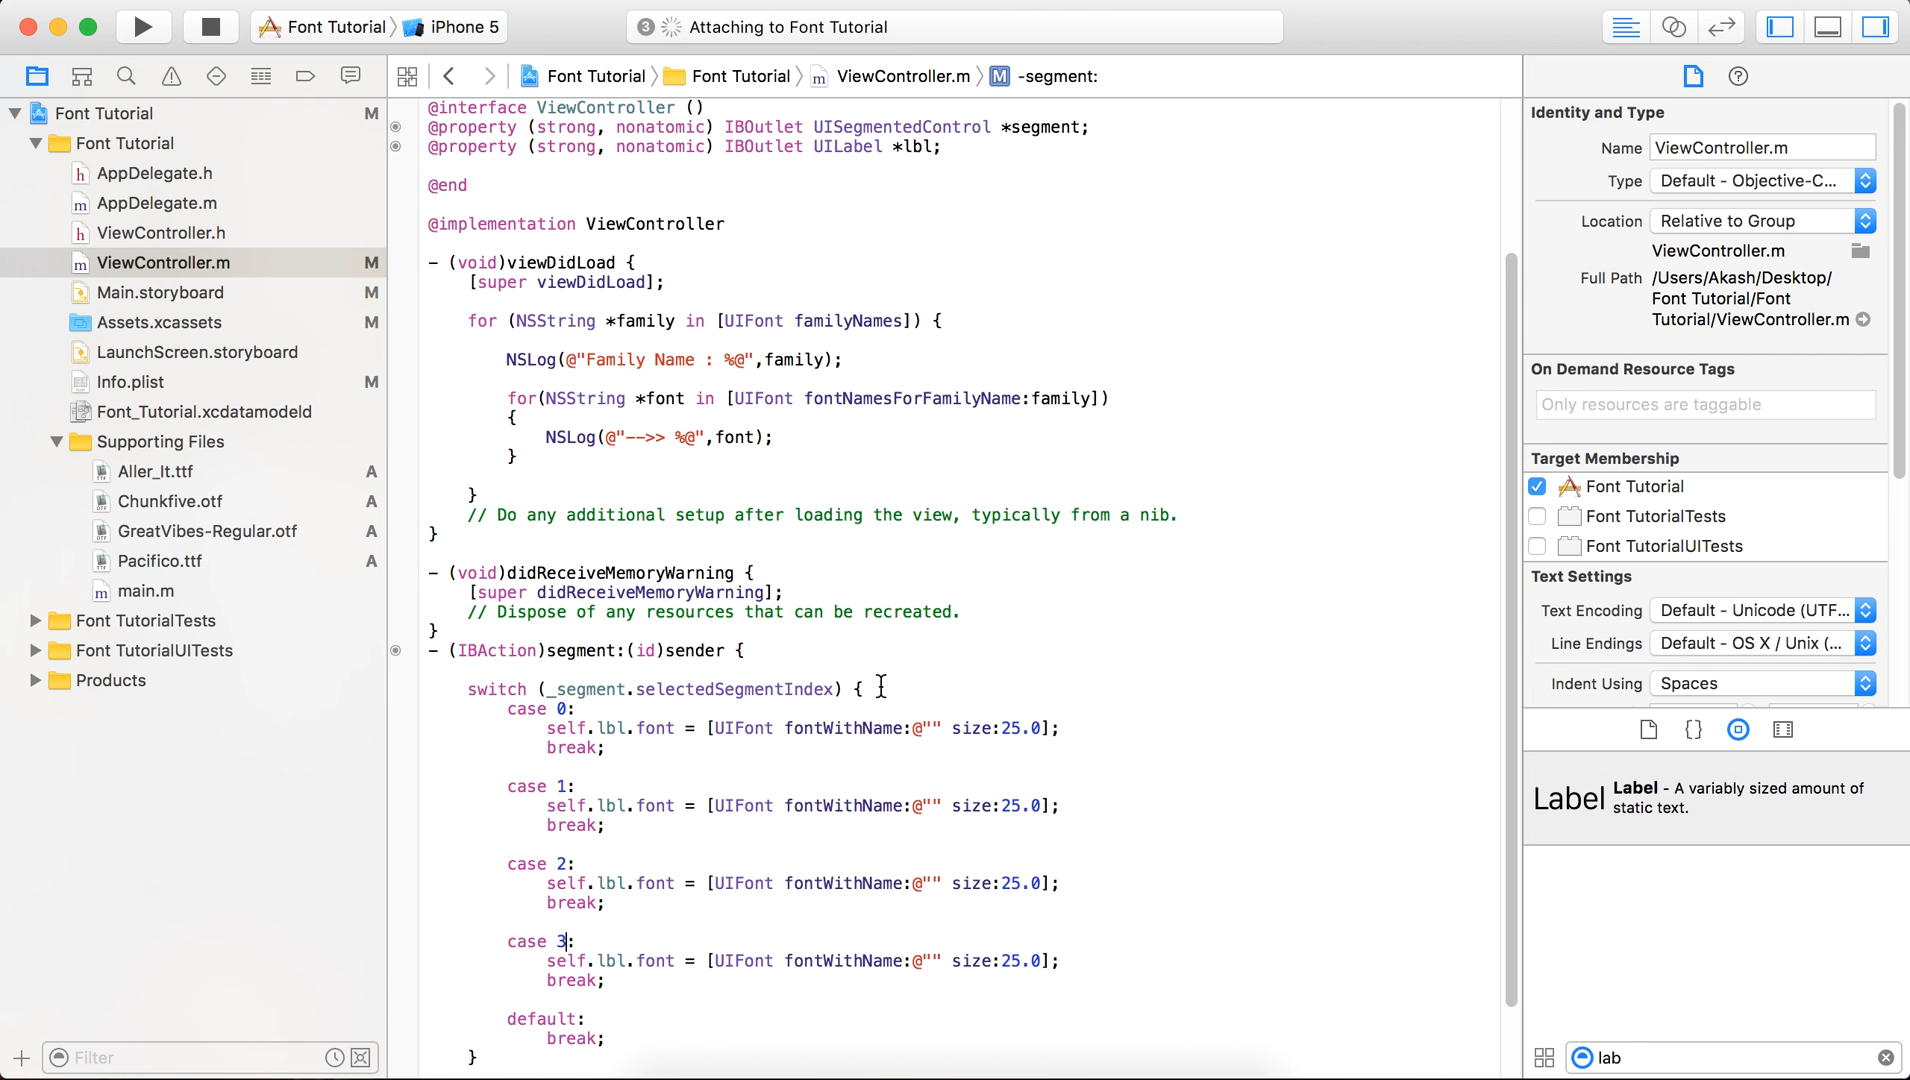 Font Tutorial
iPhone 5
3
Attaching to Font Tutorial
Font Tutorial
Font Tutorial
ViewController.m
M
-segment:
Font Tutorial M
Font Tutorial
h AppDelegate.h
m AppDelegate.m
h ViewController.h
m ViewController.m M
Main.storyboard M
Assets.xcassets M
LaunchScreen.storyboard
Info.plist M
Font_Tutorial.xcdatamodeld
Supporting Files
Aller_lt.ttf A
Chunkfive.otf A
GreatVibes-Regular.otf A
Pacifico.ttf A
m main.m
Font TutorialTests
Font TutorialUITests
Products
Filter
@interface ViewController ()
@property (strong, nonatomic) IBOutlet UISegmentedControl *segment;
@property (strong, nonatomic) IBOutlet UILabel *lbl;
@end
@implementation ViewController
- (void)viewDidLoad {
[super viewDidLoad];
for (NSString *family in [UIFont familyNames]) {
NSLog(@"Family Name : %@",family);
for(NSString *font in [UIFont fontNamesForFamilyName:family])
{
NSLog(@"-->> %@",font);
}
}
// Do any additional setup after loading the view, typically from a nib.
}
- (void)didReceiveMemoryWarning {
[super didReceiveMemoryWarning];
// Dispose of any resources that can be recreated.
}
- (IBAction)segment:(id)sender {
switch (_segment.selectedSegmentIndex) {
case 0:
self.lbl.font = [UIFont fontWithName:@"" size:25.0];
break;
case 1:
self.lbl.font = [UIFont fontWithName:@"" size:25.0];
break;
case 2:
self.lbl.font = [UIFont fontWithName:@"" size:25.0];
break;
case 3:
self.lbl.font = [UIFont fontWithName:@"" size:25.0];
break;
default:
break;
}
Identity and Type
Name ViewController.m
Type Default - Objective-C...
Location Relative to Group
ViewController.m
Full Path /Users/Akash/Desktop/
Font Tutorial/Font
Tutorial/ViewController.m
On Demand Resource Tags
Only resources are taggable
Target Membership
Font Tutorial
Font TutorialTests
Font TutorialUITests
Text Settings
Text Encoding Default - Unicode (UTF...
Line Endings Default - OS X / Unix (...
Indent Using Spaces
{}
Label Label - A variably sized amount of
static text.
lab